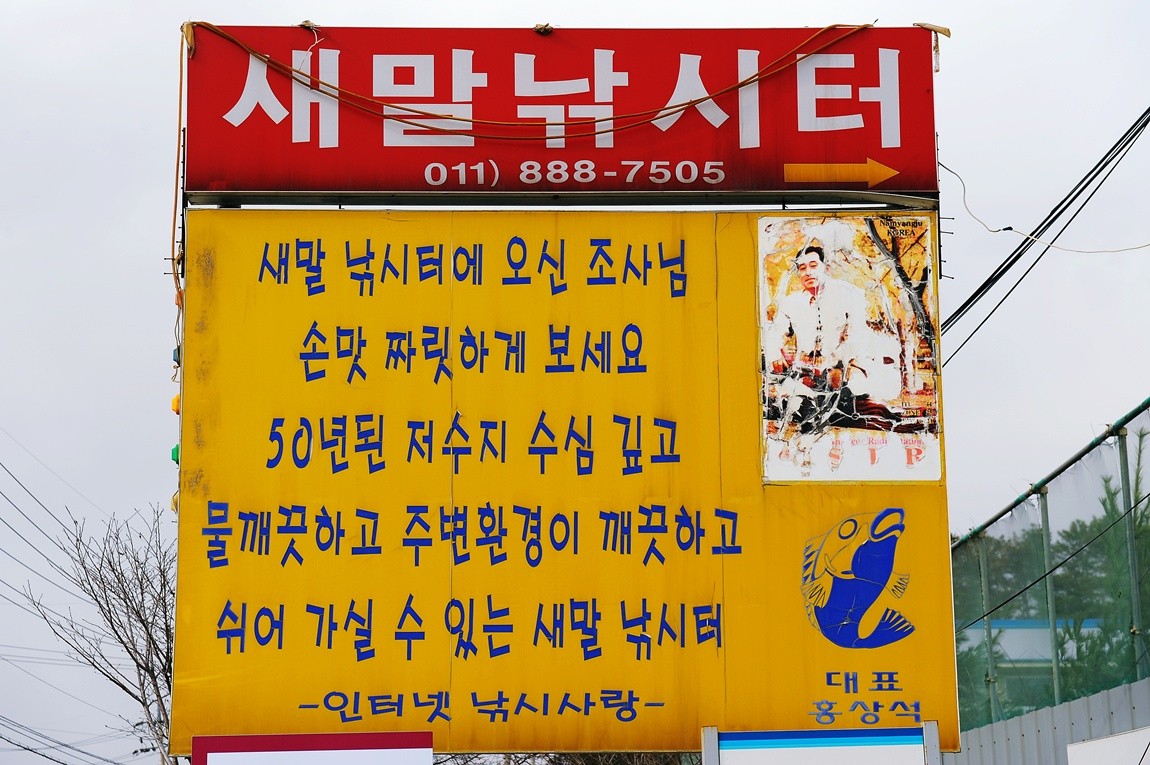 새말낚시터
011) 888-7505
새말 낚시터에 오신 조사님
손맛 짜릿하게 보세요
50년된 저수지 수심 깊고
물깨끗하고 주변환경이 깨끗하고
쉬어 가실 수 있는 새말 낚시터
-인터넷 낚시사랑-
Namyangju
KOREA
대표
홍상석